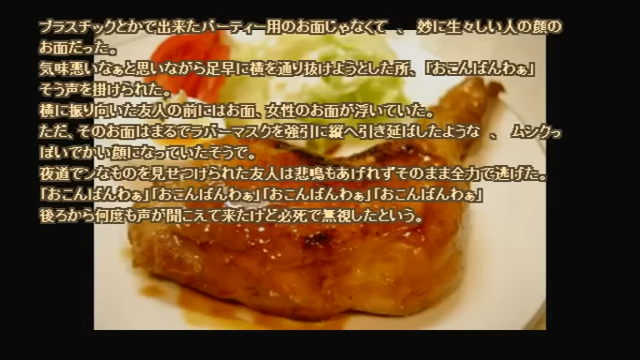 プラスチックとかで出来たパーティー用のお面じゃなくて 、 妙に生々しい人の顔の
お面だった。
気味悪いなぁと思いながら足早に横を通り抜けようとした所、「おこんばんわぁ」
そう声を掛けられた。
横に振り向いた友人の前にはお面、女性のお面が浮いていた。
ただ、そのお面はまるでラバーマスクを強引に縦へ引き延ばしたような 、 ムンクっ
ぽいでかい顔になっていたそうで。
夜道でンなものを見せつけられた友人は悲鳴もあげれずそのまま全力で逃げた。
「おこんばんわぁ」「おこんばんわぁ」「おこんばんわぁ」「おこんばんわぁ」
後ろから何度も声が聞こえて来たけど必死で無視したという。